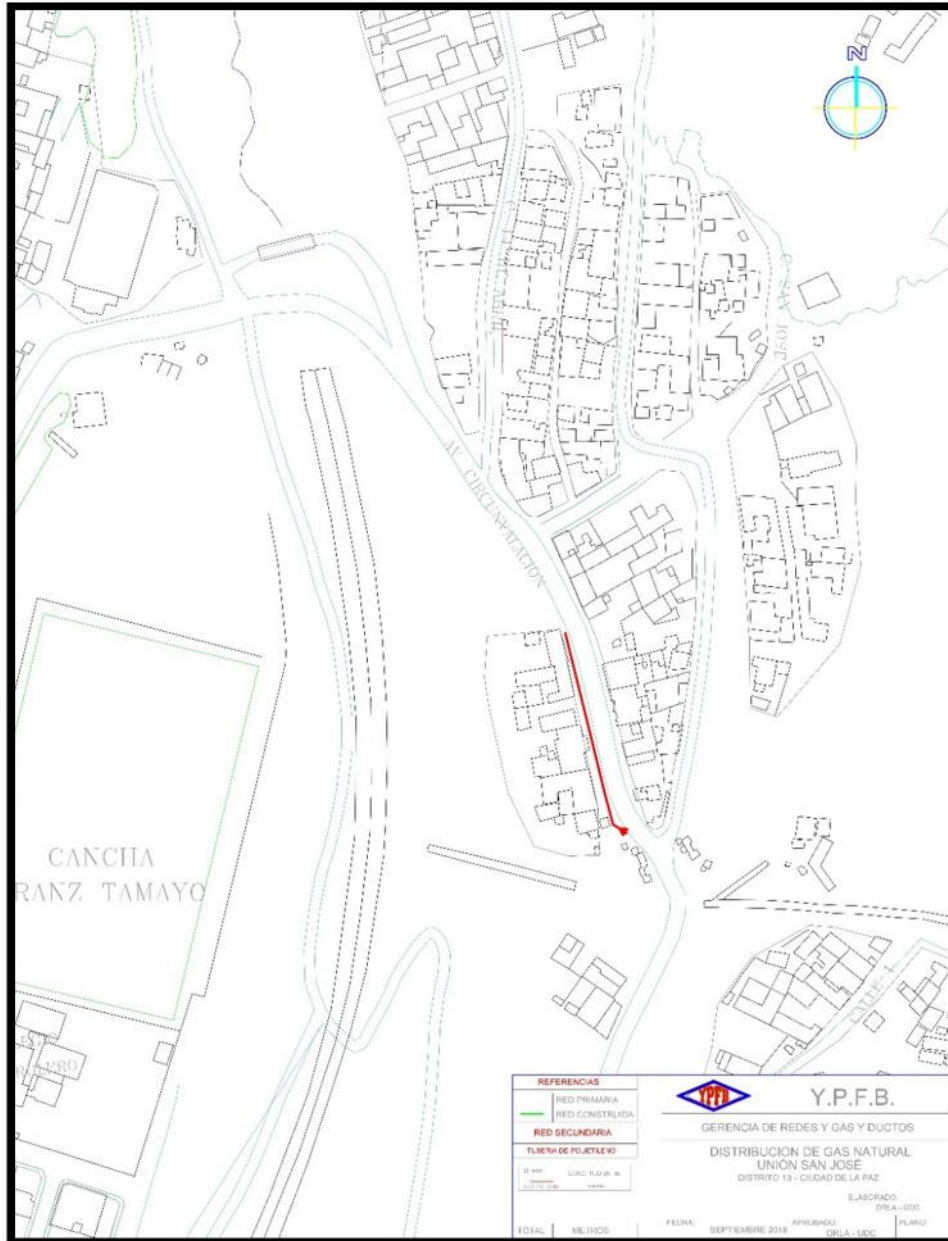 N
AV. CIRCUNVALACION
CANCHA
RANZ TAMAYO
REFERENCIAS
RED PRIMARIA
RED CONSTRUIDA
RED SECUNDARIA
TUBERIA DE POLIETILENO
TOTAL METROS
YPFB
Y.P.F.B.
GERENCIA DE REDES Y GAS Y DUCTOS
DISTRIBUCION DE GAS NATURAL
UNIÓN SAN JOSÉ
DISTRITO 13 - CIUDAD DE LA PAZ
ELABORADO:
DRLA - UDC
FECHA: SEPTIEMBRE 2018
APROBADO: DRLA - UDC
PLANO: